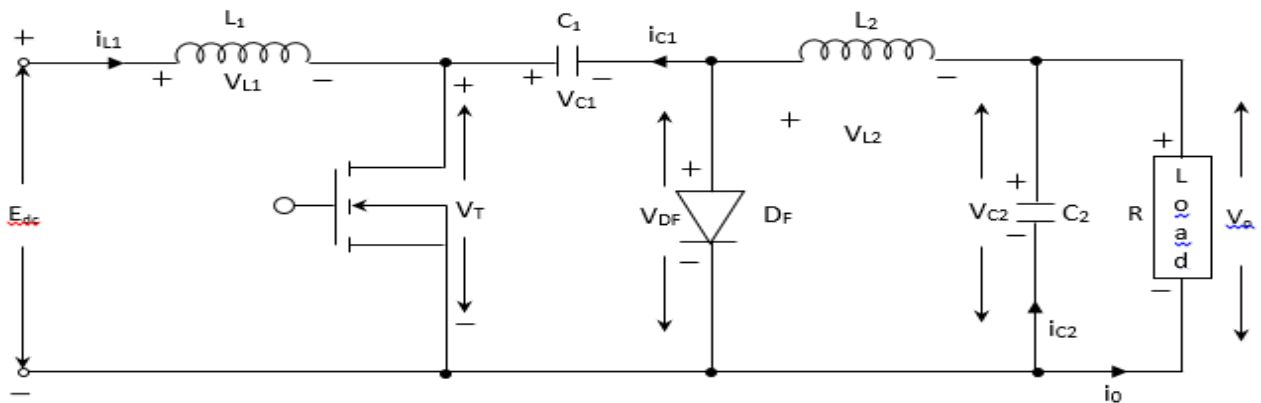 L1
C1
L2
+
iL1
iC1
+
VL1
−
+
VC1
−
+
VL2
−
+
VT
−
Edc
+
VDF
−
DF
+
VC2
−
C2
iC2
+
R
L
o
a
d
−
Vo
−
i0